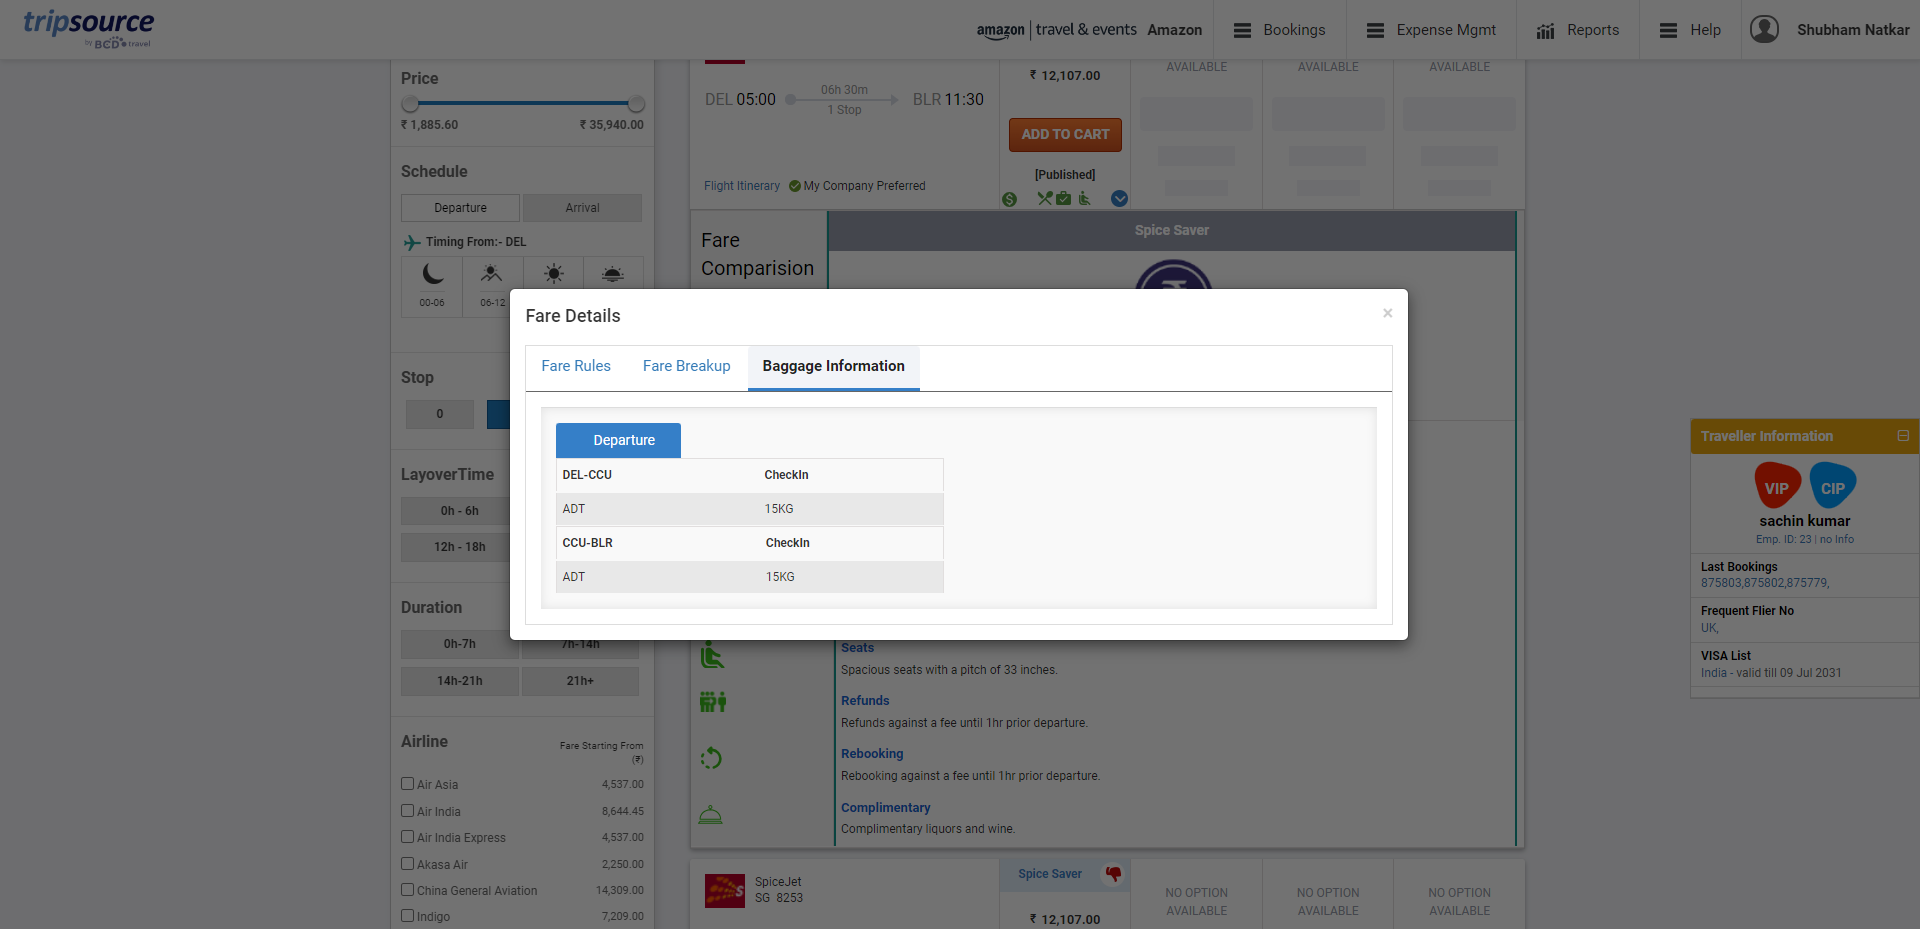 tripsource
by BCD travel
amazon | travel & events Amazon
Bookings
Expense Mgmt
Reports
Help
Shubham Natkar
Price
₹ 1,885.60 ₹ 35,940.00
Schedule
Departure Arrival
Timing From:- DEL
00-06 06-12
Stop
0
LayoverTime
0h - 6h
12h - 18h
Duration
0h-7h 7h-14h
14h-21h 21h+
Airline Fare Starting From
(₹)
Air Asia 4,537.00
Air India 8,644.45
Air India Express 4,537.00
Akasa Air 2,250.00
China General Aviation 14,309.00
Indigo 7,209.00
DEL 05:00 06h 30m BLR 11:30
1 Stop
Flight Itinerary My Company Preferred
₹ 12,107.00
ADD TO CART
[Published]
AVAILABLE AVAILABLE AVAILABLE
Fare
Comparision
Spice Saver
Fare Details ×
Fare Rules Fare Breakup Baggage Information
Departure
DEL-CCU CheckIn
ADT 15KG
CCU-BLR CheckIn
ADT 15KG
Seats
Spacious seats with a pitch of 33 inches.
Refunds
Refunds against a fee until 1hr prior departure.
Rebooking
Rebooking against a fee until 1hr prior departure.
Complimentary
Complimentary liquors and wine.
SpiceJet
SG 8253
Spice Saver
₹ 12,107.00
NO OPTION NO OPTION NO OPTION
AVAILABLE AVAILABLE AVAILABLE
Traveller Information
VIP CIP
sachin kumar
Emp. ID: 23 | no Info
Last Bookings
875803,875802,875779,
Frequent Flier No
UK,
VISA List
India - valid till 09 Jul 2031